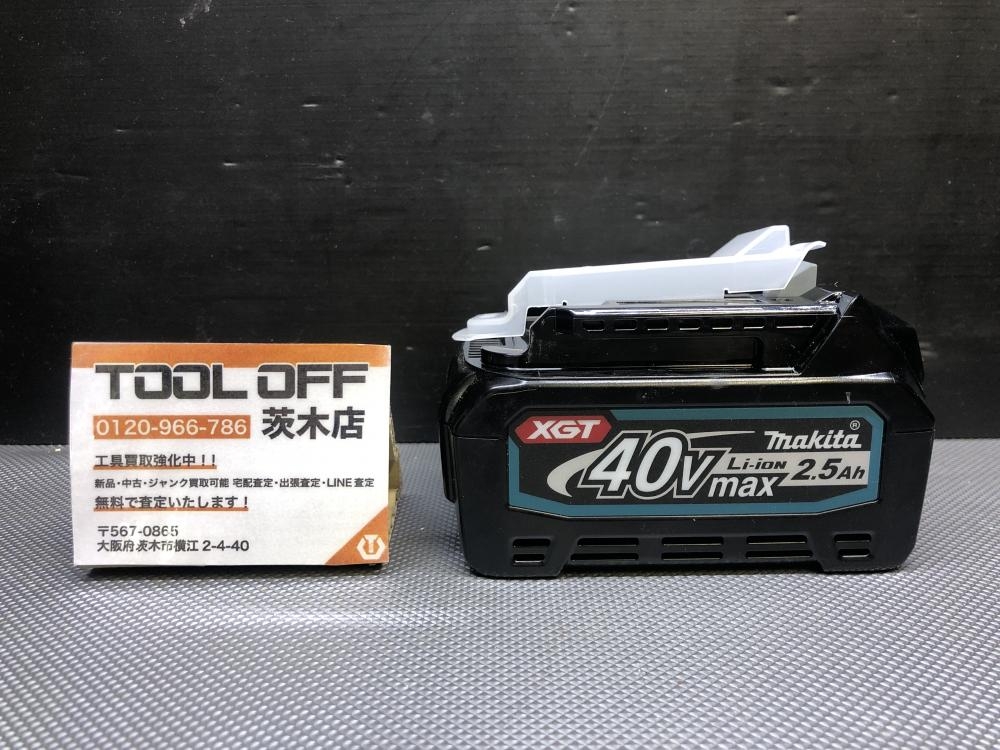 TOOL OFF
0120-966-786 茨木店
工具買取強化中!!
新品・中古・ジャンク買取可能 宅配査定・出張査定・LINE査定
無料で査定いたします!
〒567-0865
大阪府茨木市横江 2-4-40
XGT
40Vmax
Li-ion
makita®
2.5Ah